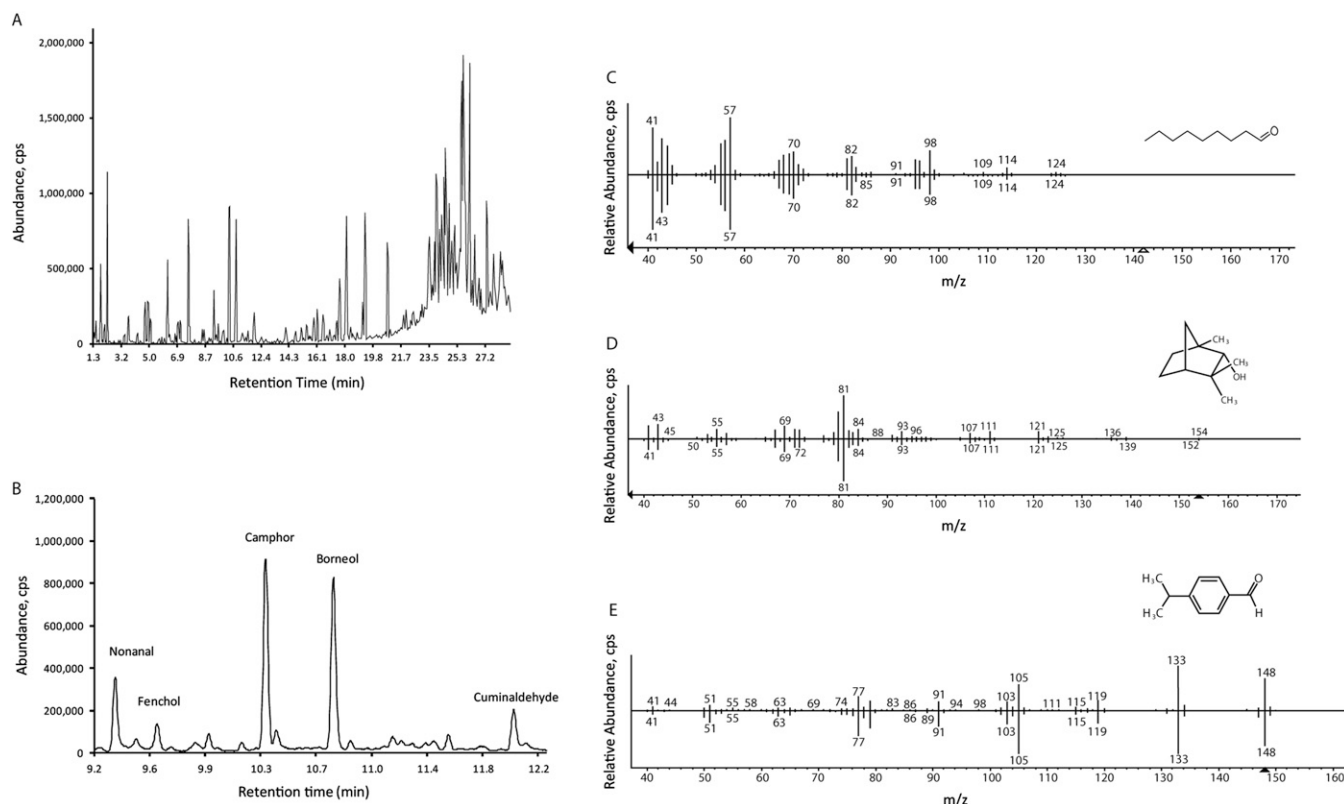 A
2,000,000
1,500,000
1,000,000
500,000
0
Abundance, cps
1.3 3.2 5.0 6.9 8.7 10.6 12.4 14.3 16.1 18.0 19.8 21.7 23.5 25.3 27.2
Retention Time (min)
B
1,200,000
1,000,000
800,000
600,000
400,000
200,000
0
Abundance, cps
Camphor
Borneol
Nonanal
Fenchol
Cuminaldehyde
9.2 9.6 9.9 10.3 10.7 11.0 11.4 11.8 12.2
Retention time (min)
C
Relative Abundance, cps
41 57 70 82 91 98 109 114 124
41 43 57 70 82 85 91 98 109 114 124
O
40 50 60 70 80 90 100 110 120 130 140 150 160 170
m/z
D
Relative Abundance, cps
CH₃
CH₃
OH
CH₃
43 45 55 69 81 84 88 93 96 107 111 121 125 136 154
41 50 55 69 72 81 84 93 107 111 121 125 139 152
40 50 60 70 80 90 100 110 120 130 140 150 160 170
m/z
E
Relative Abundance, cps
H₃C
H₃C
O
H
41 44 51 55 58 63 69 74 77 83 86 91 94 98 103 105 111 115 119 133 148
41 51 55 63 77 86 89 91 103 105 115 119 133 148
40 50 60 70 80 90 100 110 120 130 140 150 160
m/z